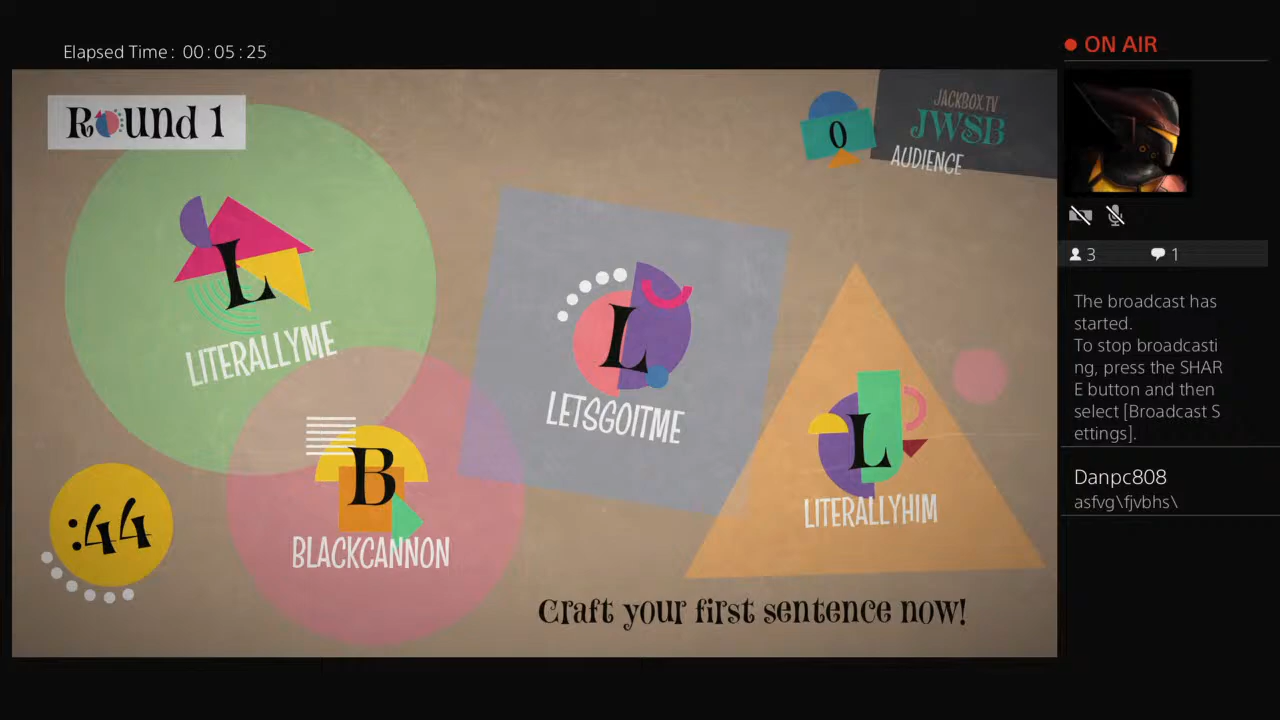 Elapsed Time: 00:05:25
ON AIR
Round 1
0
JACKBOX.TV
JWSB
AUDIENCE
L
LITERALLYME
L
LETSGOITME
L
LITERALLYHIM
B
BLACKCANNON
:44
Craft your first sentence now!
3
1
The broadcast has
started.
To stop broadcasti
ng, press the SHAR
E button and then
select [Broadcast S
ettings].
Danpc808
asfvg\fjvbhs\